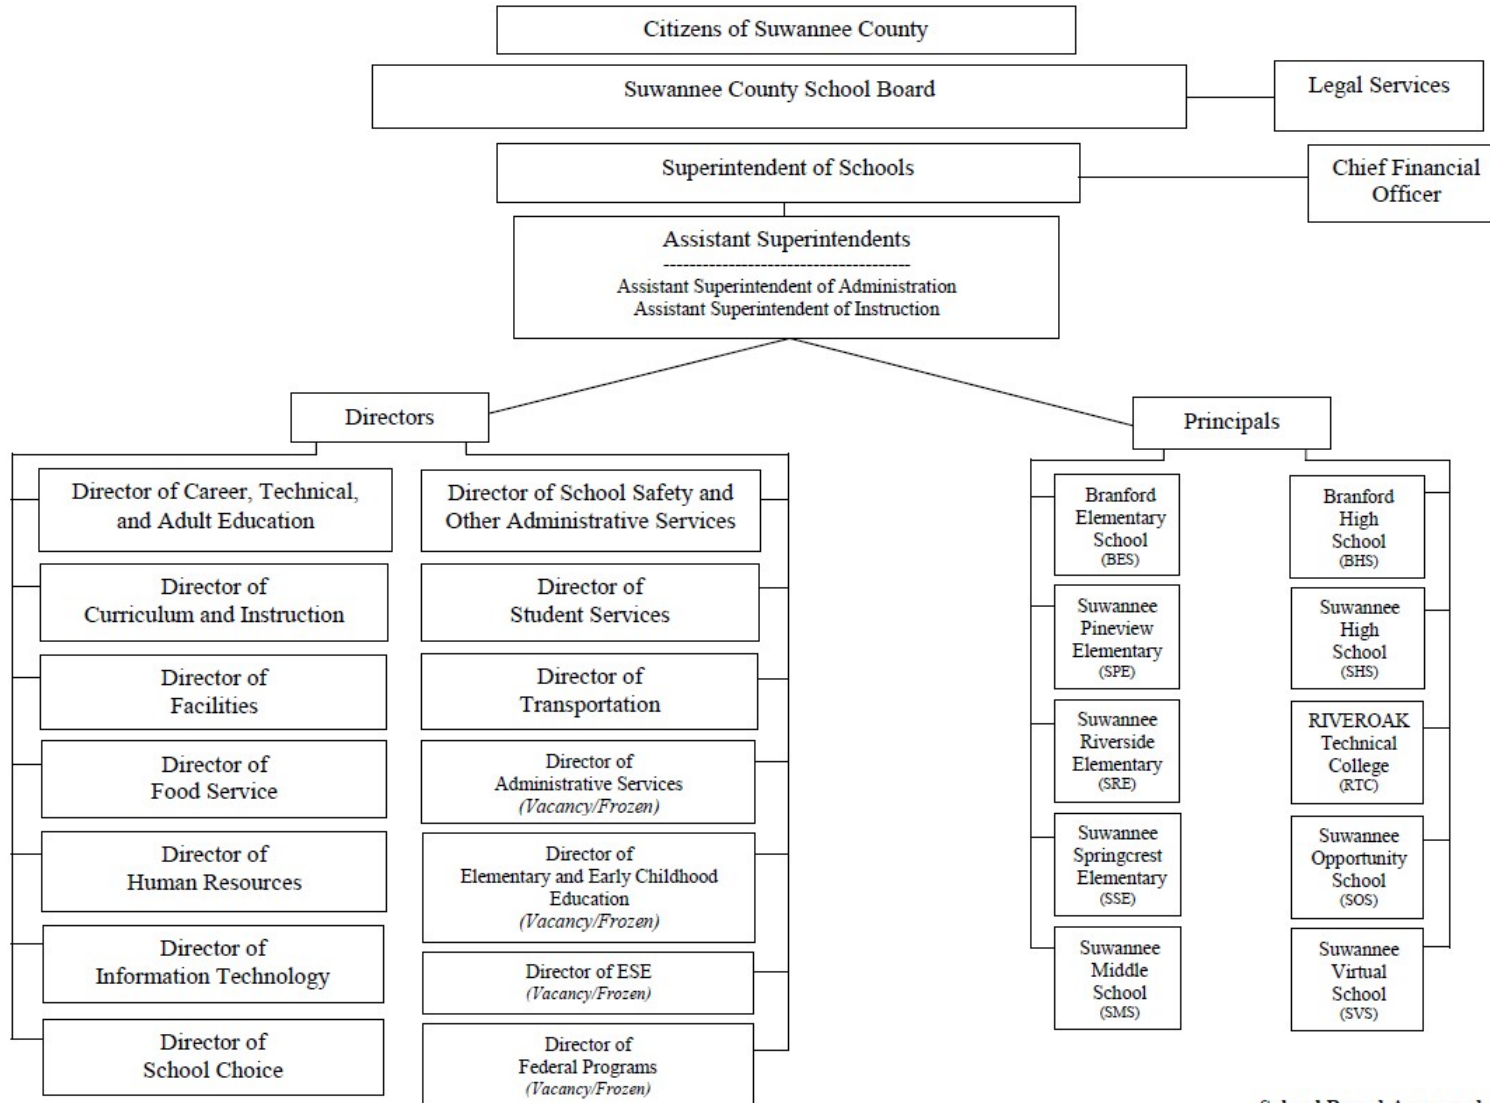 Citizens of Suwannee County
Suwannee County School Board
Legal Services
Superintendent of Schools
Chief Financial
Officer
Assistant Superintendents
--------------------------------------
Assistant Superintendent of Administration
Assistant Superintendent of Instruction
Directors
Principals
Director of Career, Technical,
and Adult Education
Director of
Curriculum and Instruction
Director of
Facilities
Director of
Food Service
Director of
Human Resources
Director of
Information Technology
Director of
School Choice
Director of School Safety and
Other Administrative Services
Director of
Student Services
Director of
Transportation
Director of
Administrative Services
(Vacancy/Frozen)
Director of
Elementary and Early Childhood
Education
(Vacancy/Frozen)
Director of ESE
(Vacancy/Frozen)
Director of
Federal Programs
(Vacancy/Frozen)
Branford
Elementary
School
(BES)
Suwannee
Pineview
Elementary
(SPE)
Suwannee
Riverside
Elementary
(SRE)
Suwannee
Springcrest
Elementary
(SSE)
Suwannee
Middle
School
(SMS)
Branford
High
School
(BHS)
Suwannee
High
School
(SHS)
RIVEROAK
Technical
College
(RTC)
Suwannee
Opportunity
School
(SOS)
Suwannee
Virtual
School
(SVS)